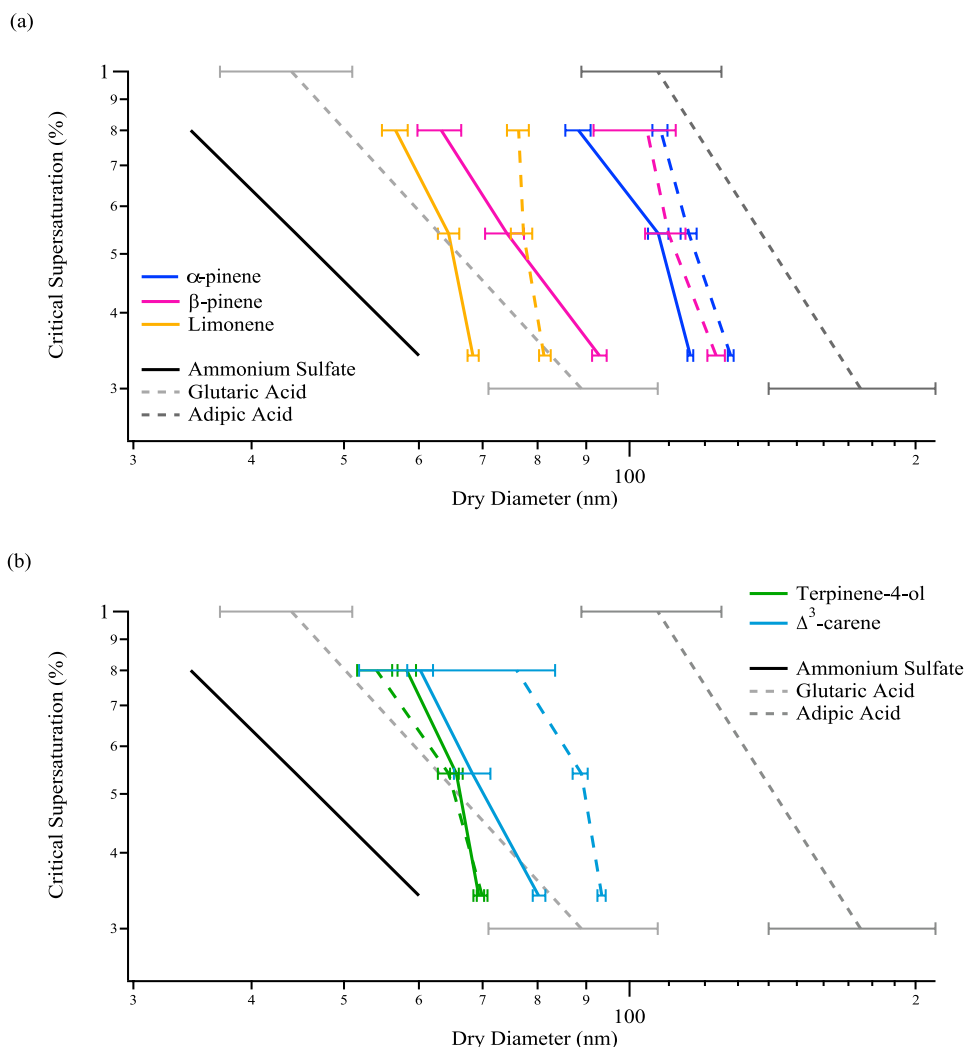 (a)
1
9
8
7
6
5
4
3
Critical Supersaturation (%)
α-pinene
β-pinene
Limonene
Ammonium Sulfate
Glutaric Acid
Adipic Acid
3 4 5 6 7 8 9 100 2
Dry Diameter (nm)
(b)
1
9
8
7
6
5
4
3
Critical Supersaturation (%)
Terpinene-4-ol
Δ³-carene
Ammonium Sulfate
Glutaric Acid
Adipic Acid
3 4 5 6 7 8 9 100 2
Dry Diameter (nm)